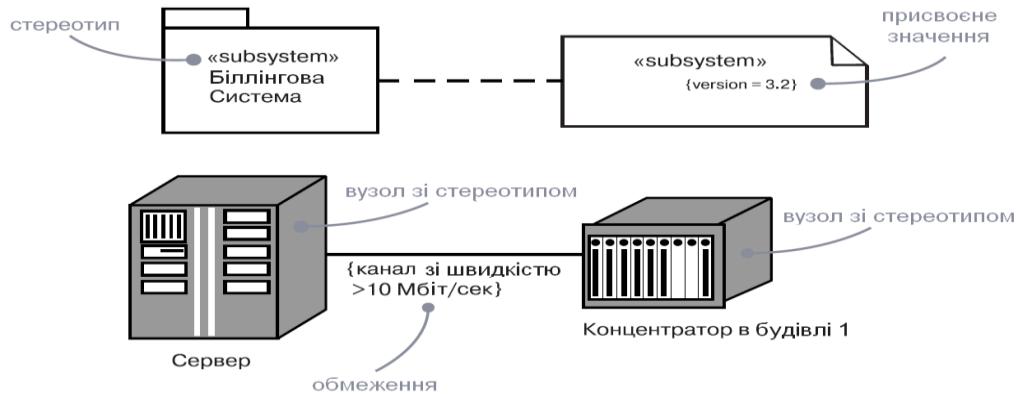 стереотип
«subsystem»
Біллінгова
Система
«subsystem»
{version = 3.2}
присвоєне
значення
вузол зі стереотипом
{канал зі швидкістю
>10 Мбіт/сек}
вузол зі стереотипом
Сервер
Концентратор в будівлі 1
обмеження